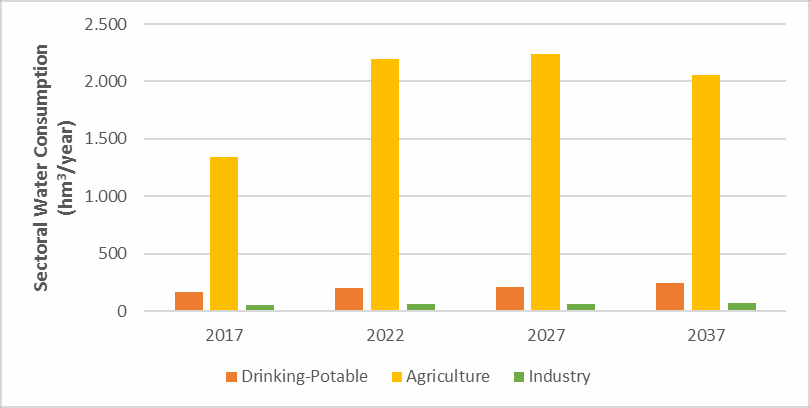 Sectoral Water Consumption
(hm³/year)
2.500
2.000
1.500
1.000
500
0
2017 2022 2027 2037
Drinking-Potable Agriculture Industry